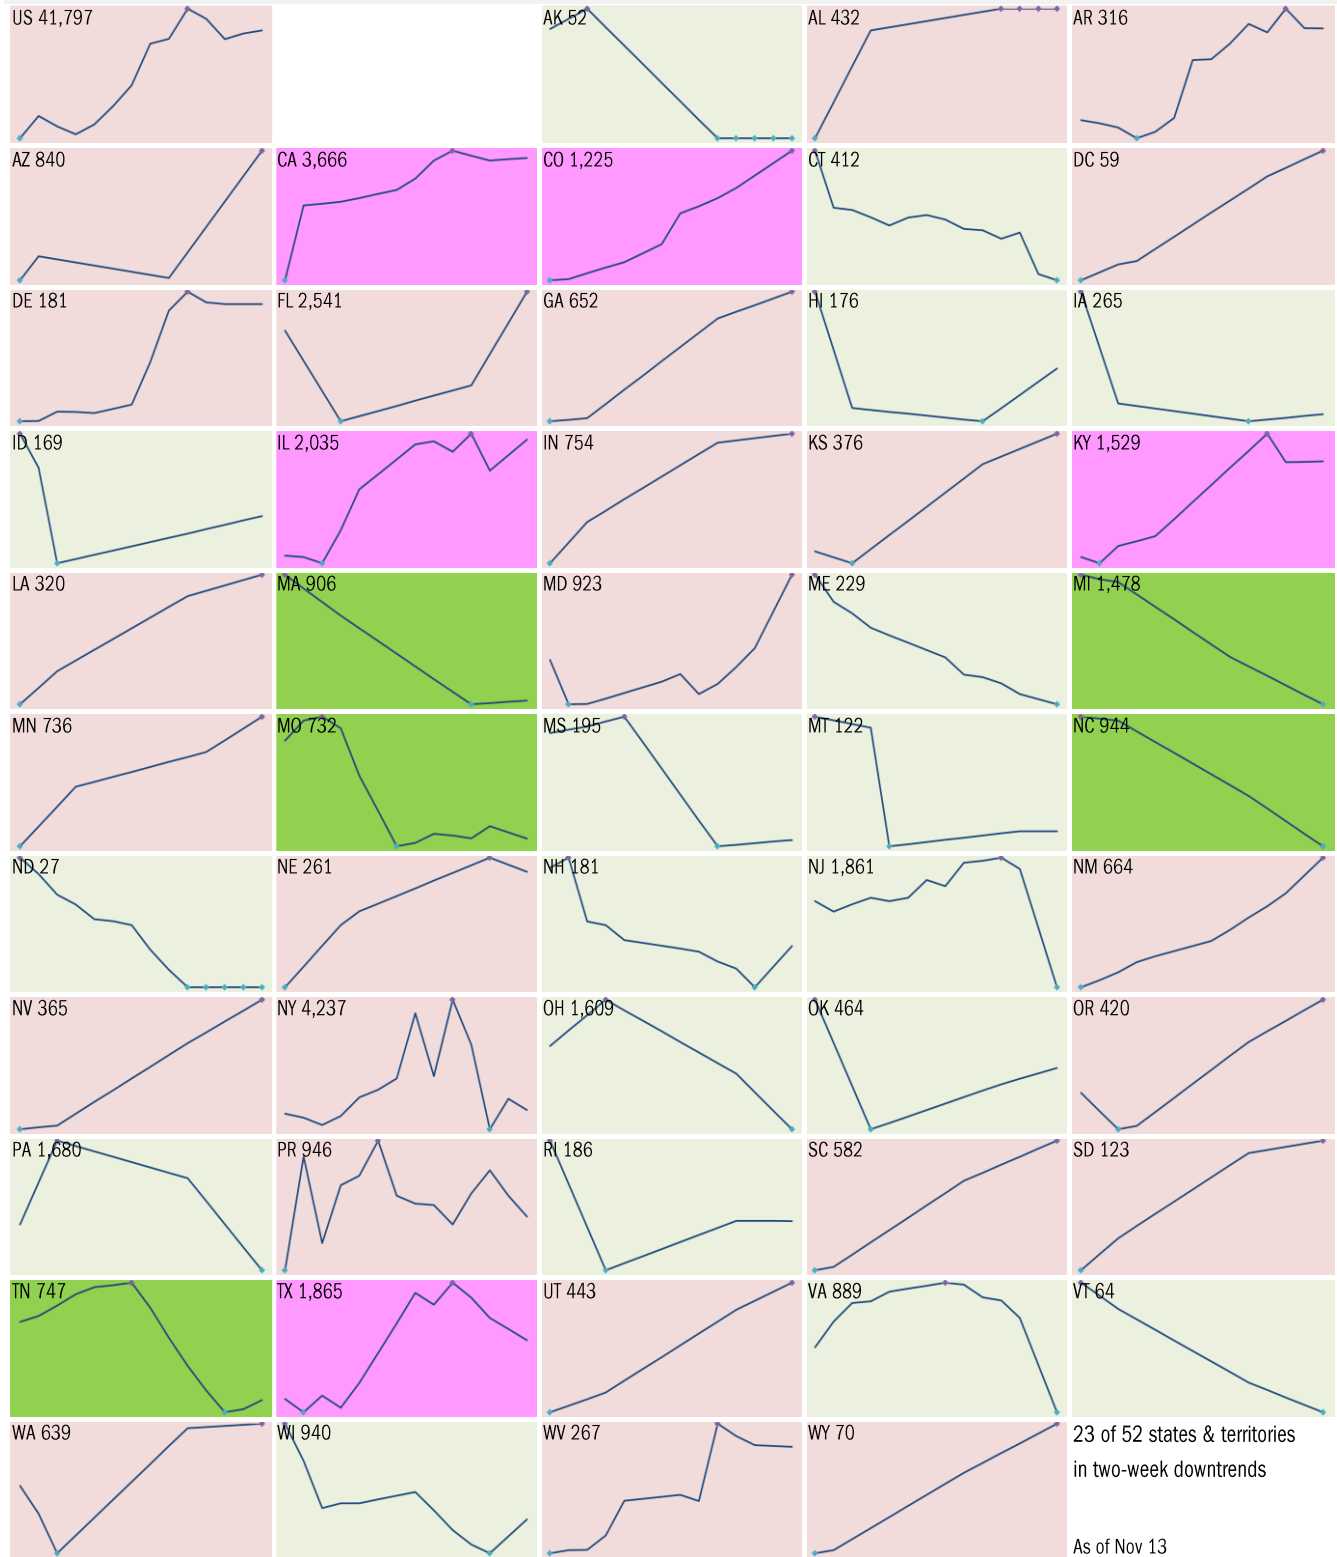 US 41,797
AK 52
AL 432
AR 316
AZ 840
CA 3,666
CO 1,225
CT 412
DC 59
DE 181
FL 2,541
GA 652
HI 176
IA 265
ID 169
IL 2,035
IN 754
KS 376
KY 1,529
LA 320
MA 906
MD 923
ME 229
MI 1,478
MN 736
MO 732
MS 195
MT 122
NC 944
ND 27
NE 261
NH 181
NJ 1,861
NM 664
NV 365
NY 4,237
OH 1,609
OK 464
OR 420
PA 1,680
PR 946
RI 186
SC 582
SD 123
TN 747
TX 1,865
UT 443
VA 889
VT 64
WA 639
WI 940
WV 267
WY 70
23 of 52 states & territories
in two-week downtrends
As of Nov 13